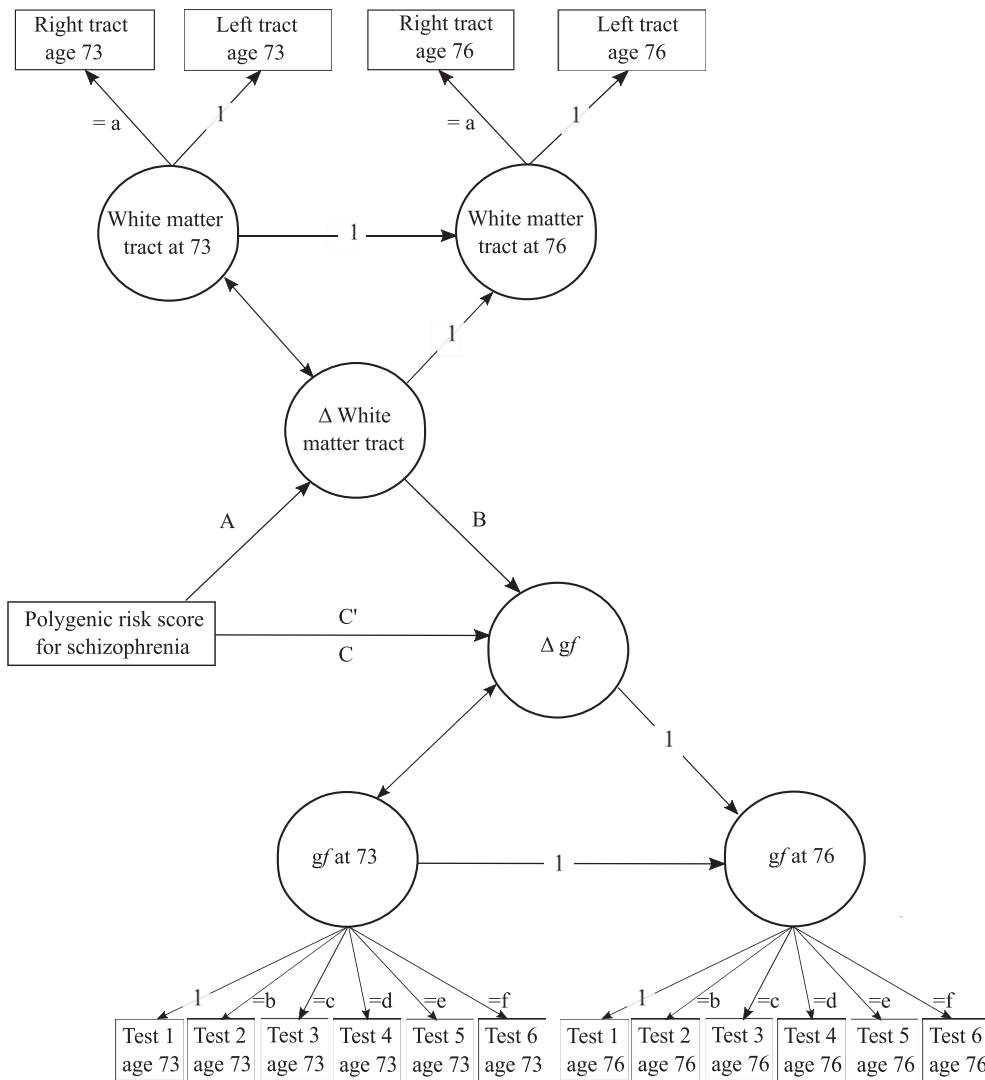 Right tract
age 73
Left tract
age 73
Right tract
age 76
Left tract
age 76
= a
1
= a
1
White matter
tract at 73
1
White matter
tract at 76
1
Δ White
matter tract
A
B
Polygenic risk score
for schizophrenia
C'
C
Δ gf
1
gf at 73
1
gf at 76
1
=b
=c
=d
=e
=f
1
=b
=c
=d
=e
=f
Test 1
age 73
Test 2
age 73
Test 3
age 73
Test 4
age 73
Test 5
age 73
Test 6
age 73
Test 1
age 76
Test 2
age 76
Test 3
age 76
Test 4
age 76
Test 5
age 76
Test 6
age 76